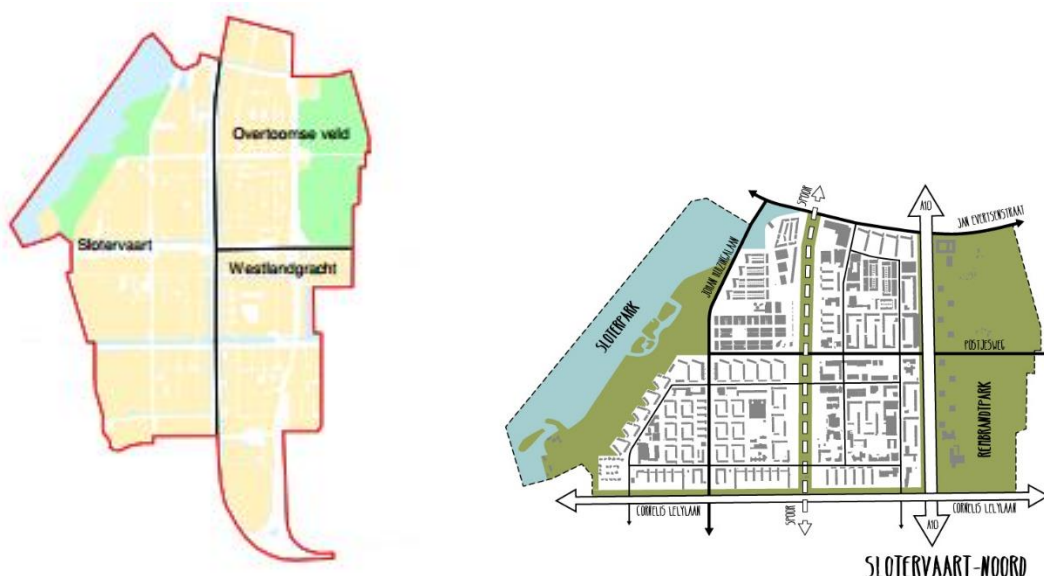 Overtoomse veld
Slotervaart
Westlandgracht
SPOOR
A10
JAN EVERTSENSTRAAT
JOHAN HUIZINGALAAN
SLOTERPARK
POSTJESWEG
REMBRANDTPARK
CORNELIS LELYLAAN
SPOOR
A10
CORNELIS LELYLAAN
SLOTERVAART-NOORD